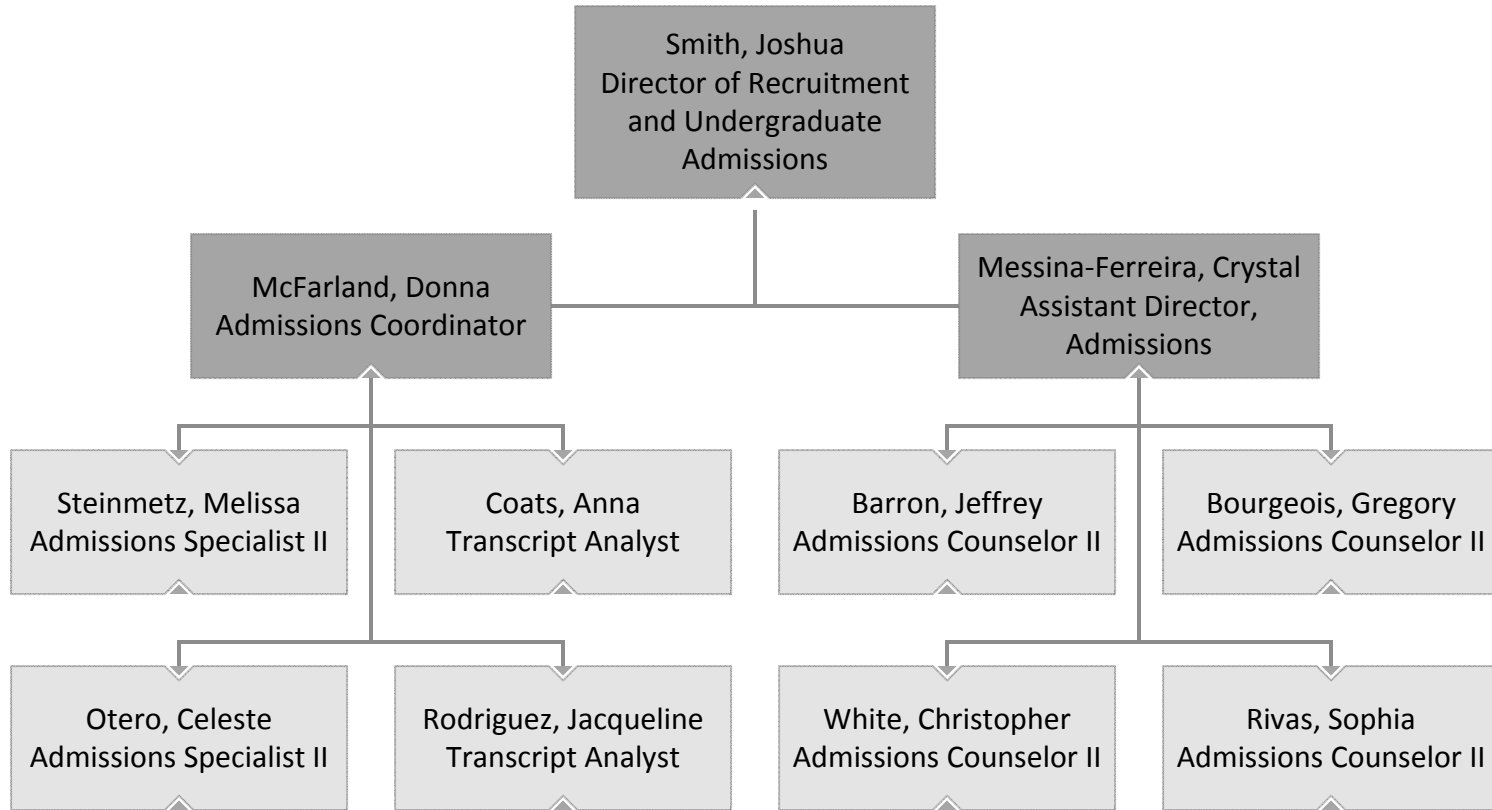 Smith, Joshua
Director of Recruitment
and Undergraduate
Admissions
McFarland, Donna
Admissions Coordinator
Messina-Ferreira, Crystal
Assistant Director,
Admissions
Steinmetz, Melissa
Admissions Specialist II
Coats, Anna
Transcript Analyst
Barron, Jeffrey
Admissions Counselor II
Bourgeois, Gregory
Admissions Counselor II
Otero, Celeste
Admissions Specialist II
Rodriguez, Jacqueline
Transcript Analyst
White, Christopher
Admissions Counselor II
Rivas, Sophia
Admissions Counselor II